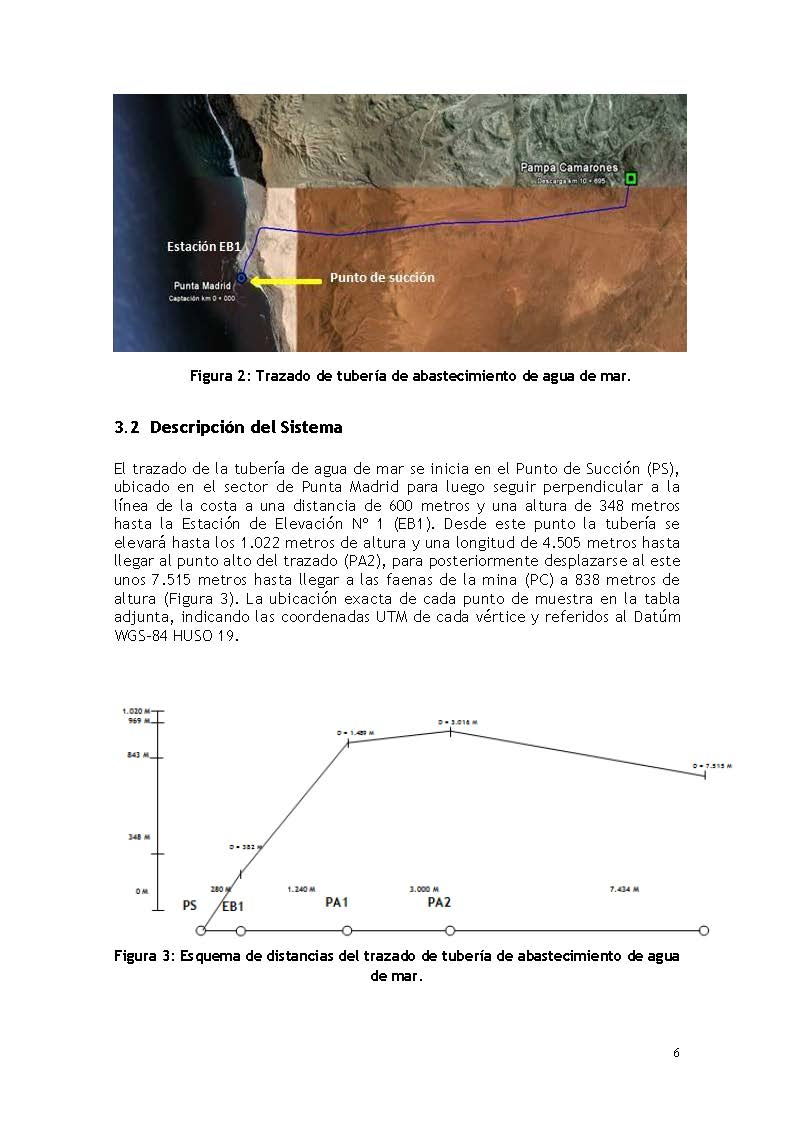 Pampa Camarones
Descarga km 10 + 695
Estación EB1
Punto de succión
Punta Madrid
Captación km 0 + 000
Figura 2: Trazado de tubería de abastecimiento de agua de mar.
3.2 Descripción del Sistema
El trazado de la tubería de agua de mar se inicia en el Punto de Succión (PS),
ubicado en el sector de Punta Madrid para luego seguir perpendicular a la
línea de la costa a una distancia de 600 metros y una altura de 348 metros
hasta la Estación de Elevación N° 1 (EB1). Desde este punto la tubería se
elevará hasta los 1.022 metros de altura y una longitud de 4.505 metros hasta
llegar al punto alto del trazado (PA2), para posteriormente desplazarse al este
unos 7.515 metros hasta llegar a las faenas de la mina (PC) a 838 metros de
altura (Figura 3). La ubicación exacta de cada punto de muestra en la tabla
adjunta, indicando las coordenadas UTM de cada vértice y referidos al Datúm
WGS-84 HUSO 19.
1.020 M
969 M
D = 3.016 M
D = 1.489 M
843 M
D = 7.515 M
348 M
D = 382 M
0 M
280 M
1.240 M
3.000 M
7.434 M
PS
EB1
PA1
PA2
Figura 3: Esquema de distancias del trazado de tubería de abastecimiento de agua
de mar.
6